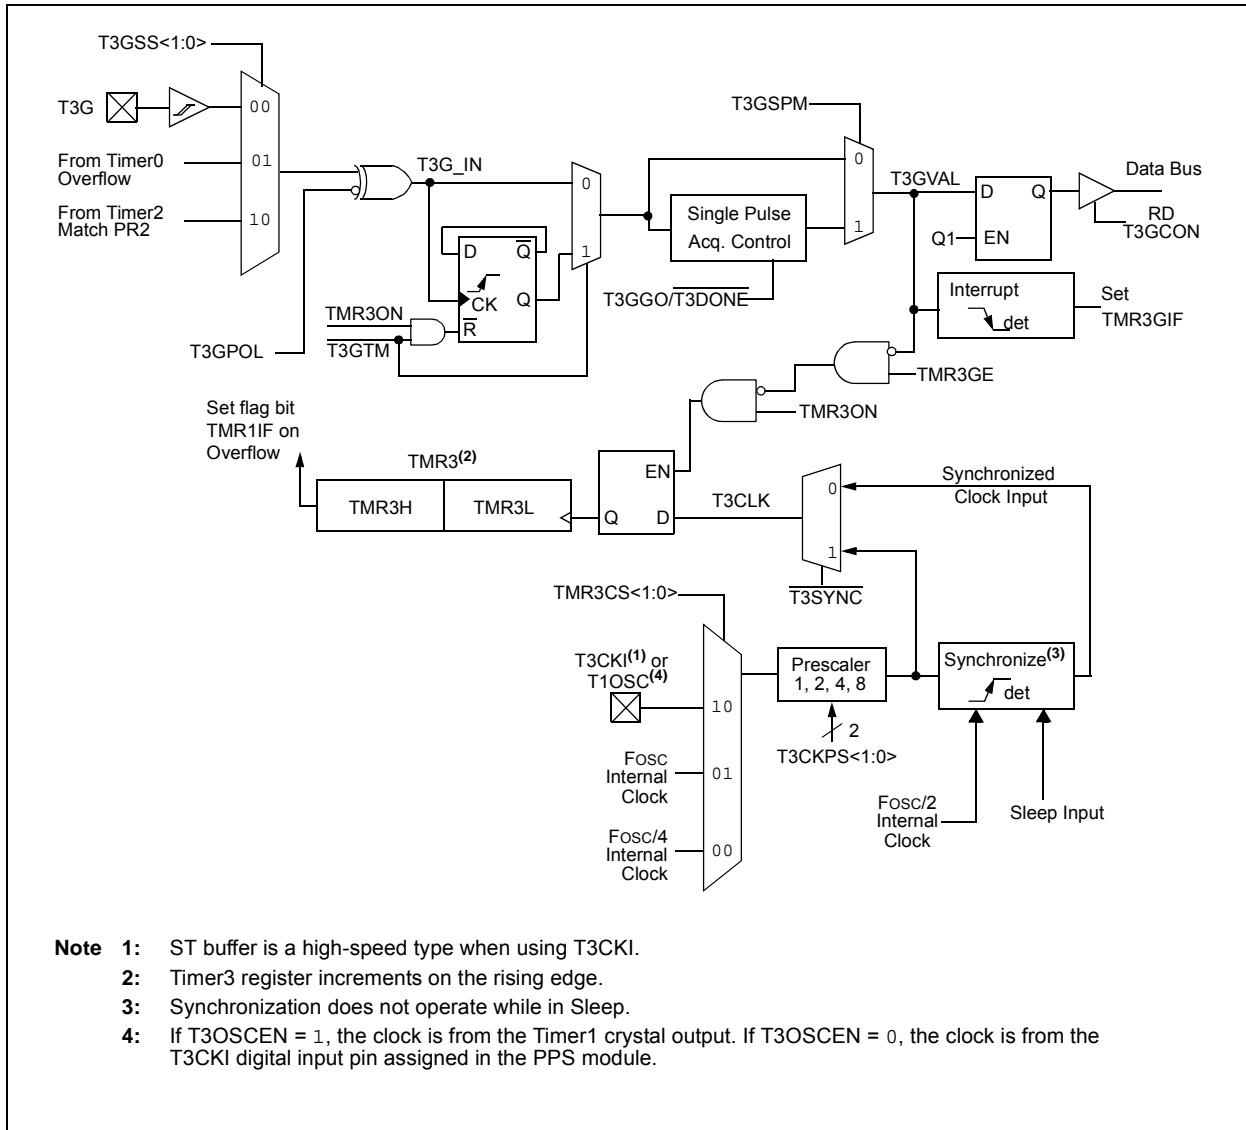 T3GSS<1:0>
T3G
00
From Timer0
Overflow
01
From Timer2
Match PR2
10
T3GPOL
T3G_IN
D
Q
CK
Q
R
TMR3ON
T3GTM
0
1
Single Pulse
Acq. Control
T3GGO/T3DONE
T3GSPM
0
1
T3GVAL
D
Q
Q1
EN
Data Bus
RD
T3GCON
Interrupt
det
Set
TMR3GIF
TMR3GE
TMR3ON
Set flag bit
TMR1IF on
Overflow
TMR3(2)
TMR3H
TMR3L
EN
Q
D
T3CLK
0
1
T3SYNC
Synchronized
Clock Input
TMR3CS<1:0>
T3CKI(1) or
T1OSC(4)
10
FOSC
Internal
Clock
01
FOSC/4
Internal
Clock
00
Prescaler
1, 2, 4, 8
2
T3CKPS<1:0>
Synchronize(3)
det
FOSC/2
Internal
Clock
Sleep Input
Note 1: ST buffer is a high-speed type when using T3CKI.
2: Timer3 register increments on the rising edge.
3: Synchronization does not operate while in Sleep.
4: If T3OSCEN = 1, the clock is from the Timer1 crystal output. If T3OSCEN = 0, the clock is from the
T3CKI digital input pin assigned in the PPS module.